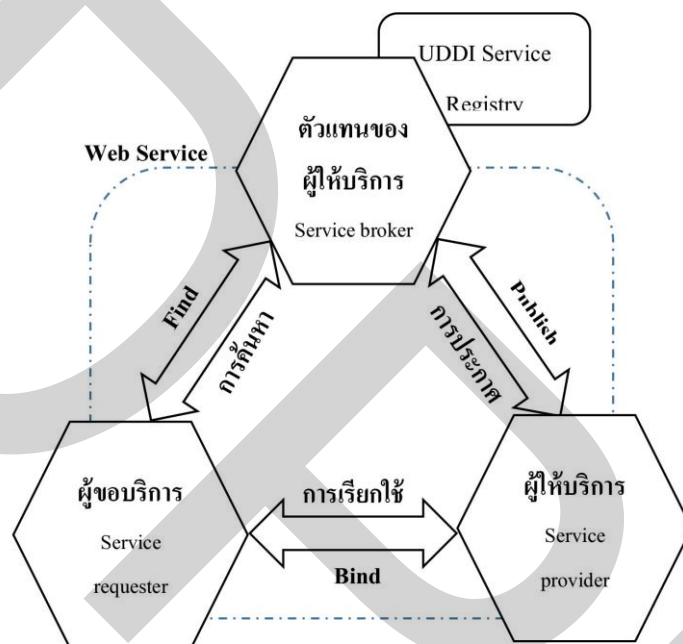 UDDI Service
Registry
ตัวแทนของ
ผู้ให้บริการ
Service broker
Web Service
Find
การค้นหา
การประกาศ
Publish
ผู้ขอบริการ
Service
requester
การเรียกใช้
Bind
ผู้ให้บริการ
Service
provider